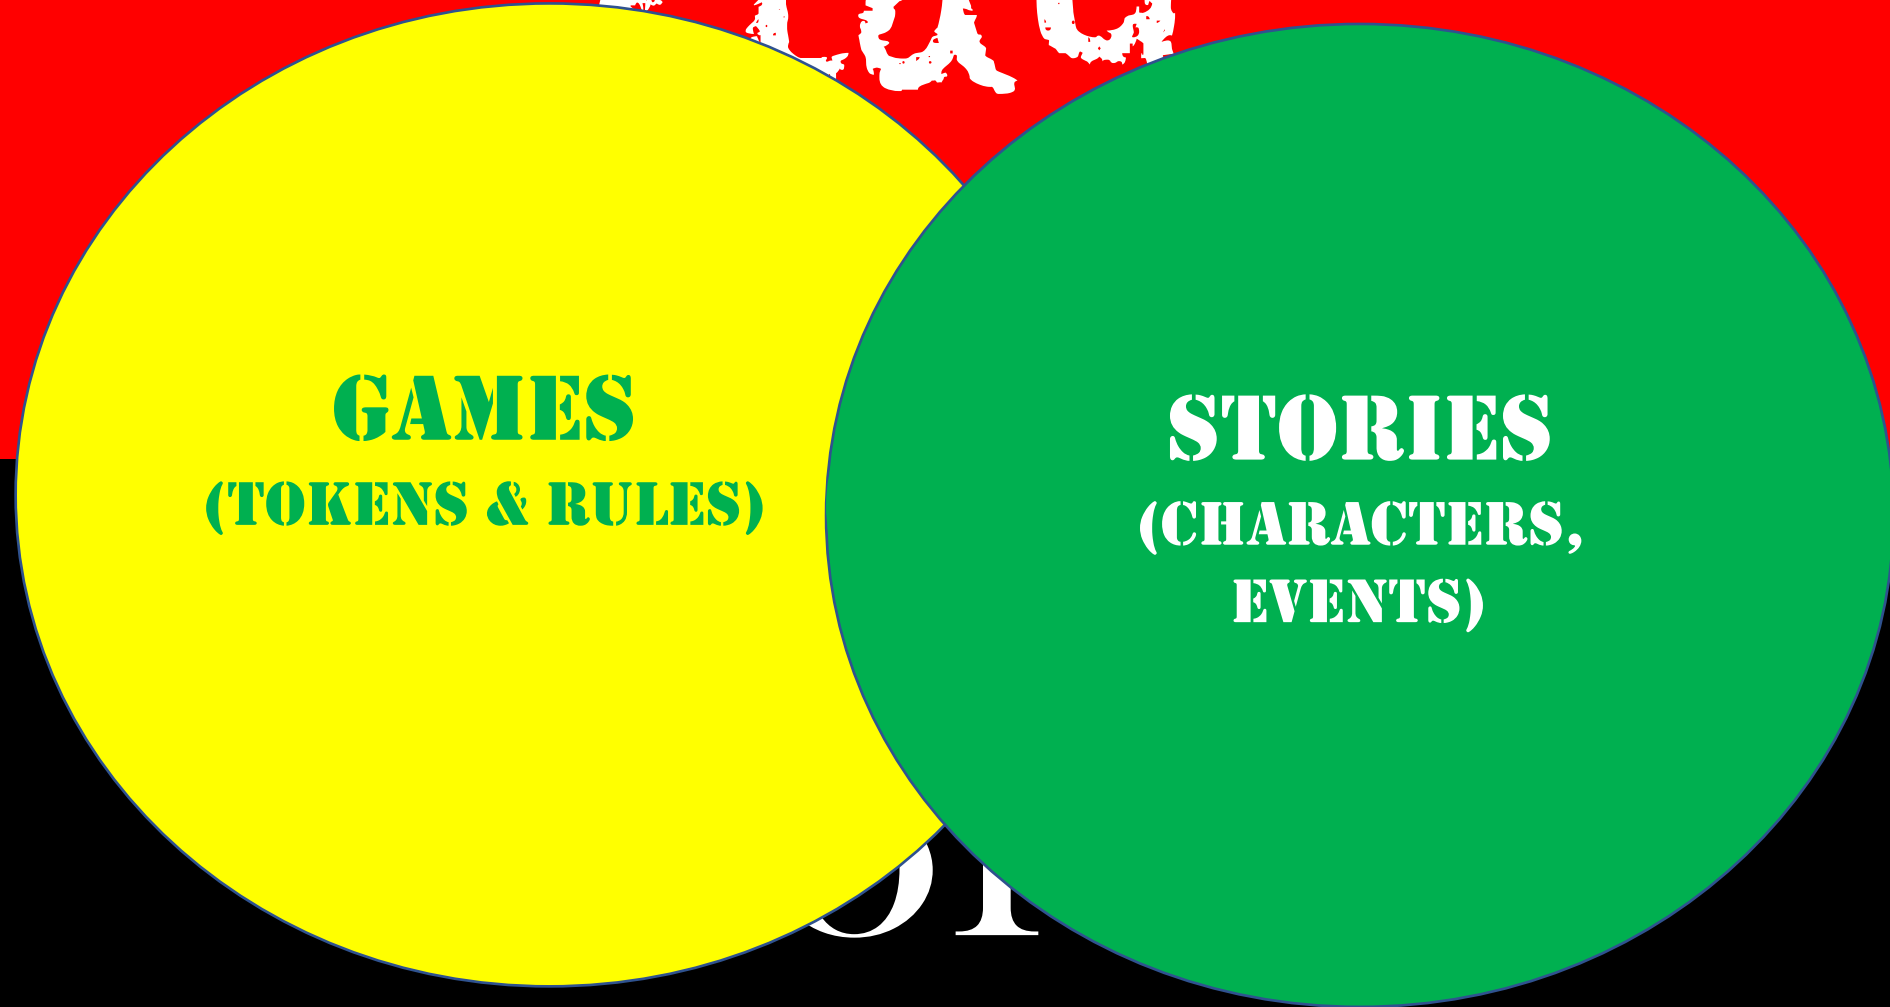 GAMES
(TOKENS & RULES)
STORIES
(CHARACTERS,
EVENTS)